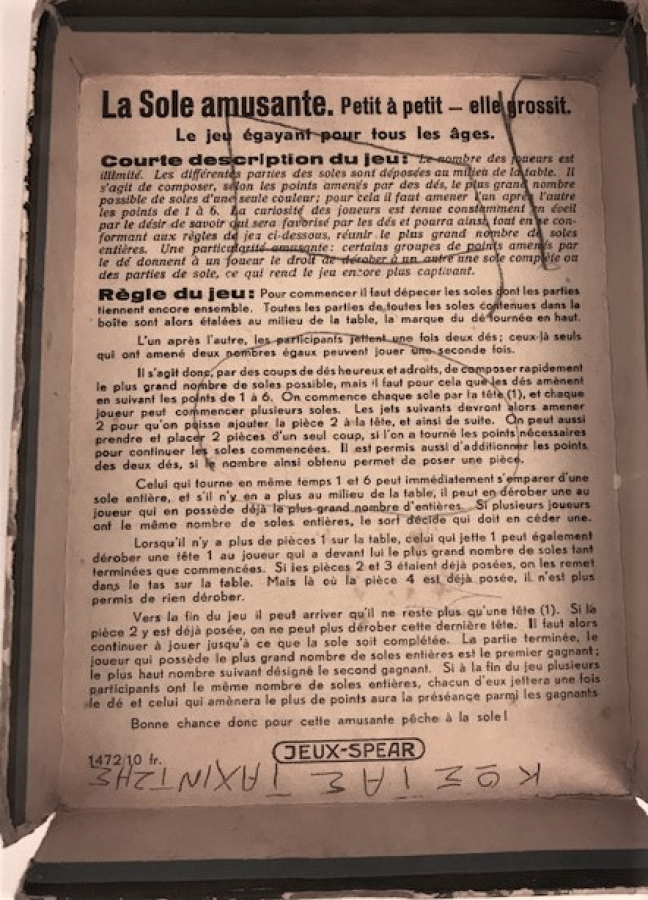 La Sole amusante. Petit à petit — elle grossit.
Le jeu égayant pour tous les âges.
Courte description du jeu: Le nombre des joueurs est
illimité. Les différentes parties des soles sont déposées au milieu de la table. Il
s'agit de composer, selon les points amenés par des dés, le plus grand nombre
possible de soles d'une seule couleur; pour cela il faut amener l'un après l'autre
les points de 1 à 6. La curiosité des joueurs est tenue constamment en éveil
par le désir de savoir qui sera favorisé par les dés et pourra ainsi, tout en se con-
formant aux règles de jeu ci-dessous, réunir le plus grand nombre de soles
entières. Une particularité amusante: certains groupes de points amenés par
le dé donnent à un joueur le droit de dérober à un autre une sole complète ou
des parties de sole, ce qui rend le jeu encore plus captivant.
Règle du jeu: Pour commencer il faut dépecer les soles dont les parties
tiennent encore ensemble. Toutes les parties de toutes les soles contenues dans la
boîte sont alors étalées au milieu de la table, la marque du dé tournée en haut.
L'un après l'autre, les participants jettent une fois deux dés; ceux-là seuls
qui ont amené deux nombres égaux peuvent jouer une seconde fois.
Il s'agit donc, par des coups de dés heureux et adroits, de composer rapidement
le plus grand nombre de soles possible, mais il faut pour cela que les dés amènent
en suivant les points de 1 à 6. On commence chaque sole par la tête (1), et chaque
joueur peut commencer plusieurs soles. Les jets suivants devront alors amener
2 pour qu'on puisse ajouter la pièce 2 à la tête, et ainsi de suite. On peut aussi
prendre et placer 2 pièces d'un seul coup, si l'on a tourné les points nécessaires
pour continuer les soles commencées. Il est permis aussi d'additionner les points
des deux dés, si le nombre ainsi obtenu permet de poser une pièce.
Celui qui tourne en même temps 1 et 6 peut immédiatement s'emparer d'une
sole entière, et s'il n'y en a plus au milieu de la table, il peut en dérober une au
joueur qui en possède déjà le plus grand nombre d'entières. Si plusieurs joueurs
ont le même nombre de soles entières, le sort décide qui doit en céder une.
Lorsqu'il n'y a plus de pièces 1 sur la table, celui qui jette 1 peut également
dérober une tête 1 au joueur qui a devant lui le plus grand nombre de soles tant
terminées que commencées. Si les pièces 2 et 3 étaient déjà posées, on les remet
dans le tas sur la table. Mais là où la pièce 4 est déjà posée, il n'est plus
permis de rien dérober.
Vers la fin du jeu il peut arriver qu'il ne reste plus qu'une tête (1). Si la
pièce 2 y est déjà posée, on ne peut plus dérober cette dernière tête. Il faut alors
continuer à jouer jusqu'à ce que la sole soit complétée. La partie terminée, le
joueur qui possède le plus grand nombre de soles entières est le premier gagnant;
le plus haut nombre suivant désigne le second gagnant. Si à la fin du jeu plusieurs
participants ont le même nombre de soles entières, chacun d'eux jettera une fois
le dé et celui qui amènera le plus de points aura la préséance parmi les gagnants
Bonne chance donc pour cette amusante pêche à la sole!
JEUX-SPEAR
1472/10 fr.